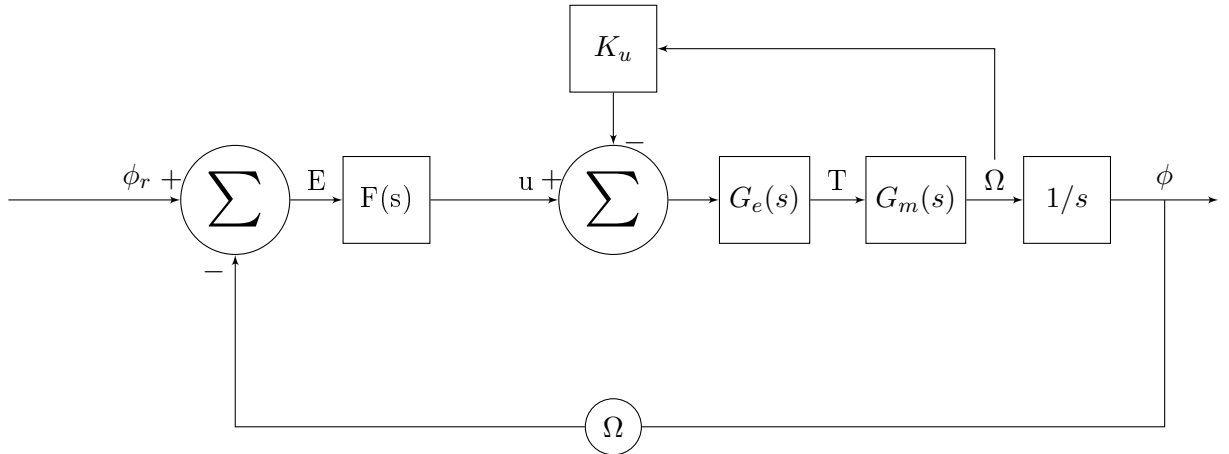 K_u
−
ϕ_r + ∑ E F(s) u + ∑ G_e(s) T G_m(s) Ω 1/s ϕ
−
Ω